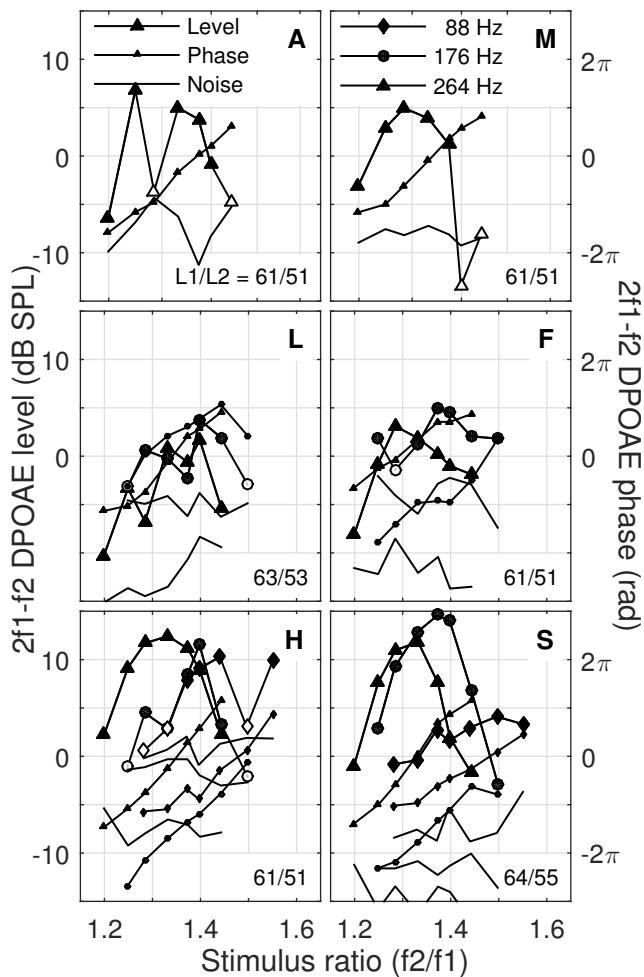 Level
Phase
Noise
A
10
0
-10
L1/L2 = 61/51
88 Hz
176 Hz
264 Hz
M
2π
0
-2π
61/51
L
10
0
63/53
F
2π
0
61/51
H
10
0
-10
61/51
1.2
1.4
1.6
S
2π
0
-2π
64/55
1.2
1.4
1.6
2f1-f2 DPOAE level (dB SPL)
2f1-f2 DPOAE phase (rad)
Stimulus ratio (f2/f1)